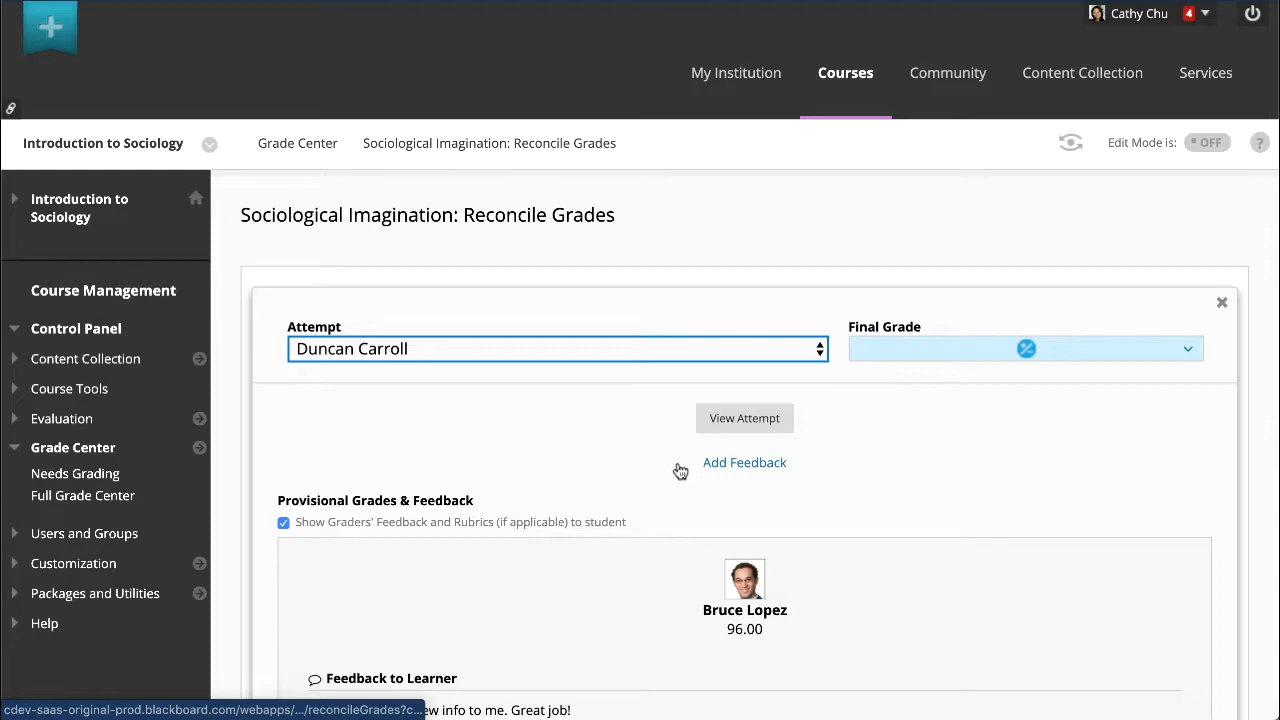 Cathy Chu 4
My Institution Courses Community Content Collection Services
Introduction to Sociology Grade Center Sociological Imagination: Reconcile Grades Edit Mode is: OFF ?
Introduction to
Sociology
Course Management
Control Panel
Content Collection
Course Tools
Evaluation
Grade Center
Needs Grading
Full Grade Center
Users and Groups
Customization
Packages and Utilities
Help
Sociological Imagination: Reconcile Grades
Attempt Final Grade
Duncan Carroll
View Attempt
Add Feedback
Provisional Grades & Feedback
Show Graders' Feedback and Rubrics (if applicable) to student
Bruce Lopez
96.00
Feedback to Learner
info to me. Great job!
cdev-saas-original-prod.blackboard.com/webapps/.../reconcileGrades?c...